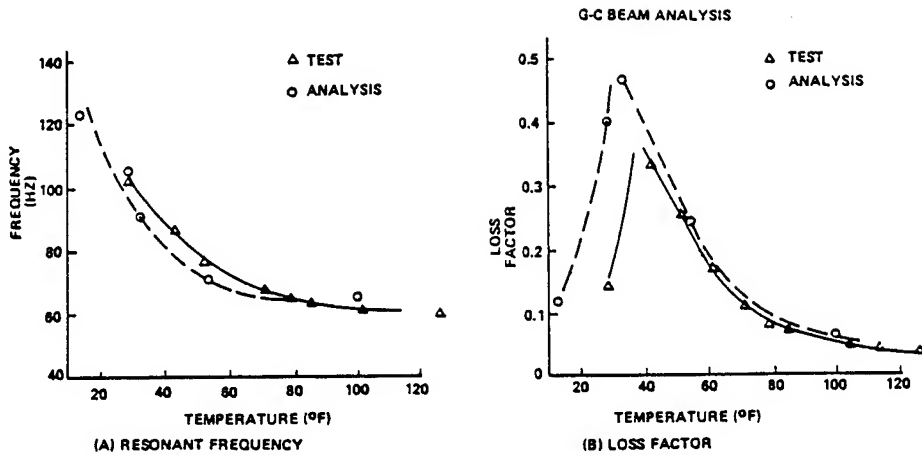 G-C BEAM ANALYSIS
140
120
100
80
60
40
FREQUENCY
(HZ)
△ TEST
○ ANALYSIS
20 40 60 80 100 120
TEMPERATURE (°F)
(A) RESONANT FREQUENCY
0.5
0.4
0.3
0.2
0.1
0
LOSS
FACTOR
△ TEST
○ ANALYSIS
20 40 60 80 100 120
TEMPERATURE (°F)
(B) LOSS FACTOR